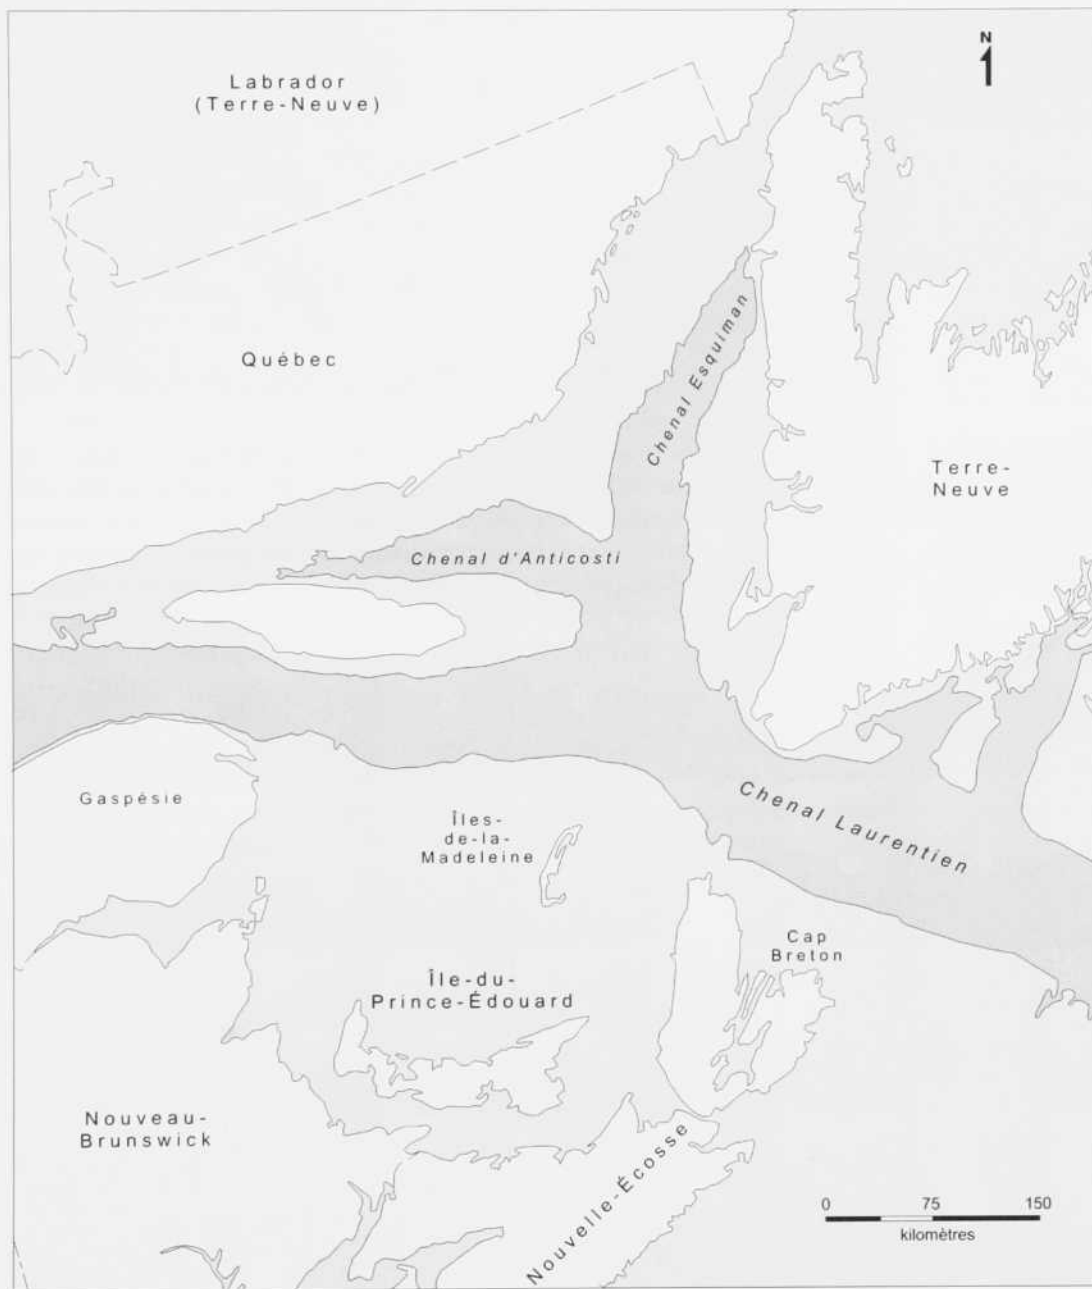 N
Labrador
(Terre-Neuve)
Québec
Chenal Esquiman
Terre-
Neuve
Chenal d'Anticosti
Gaspésie
Îles-
de-la-
Madeleine
Chenal Laurentien
Cap
Breton
Île-du-
Prince-Édouard
Nouveau-
Brunswick
Nouvelle-Écosse
0 75 150
kilomètres